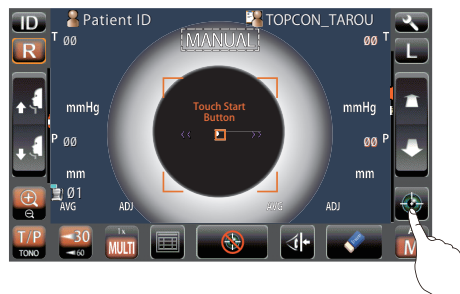 ID
Patient ID
TOPCON_TAROU
R
T
00
MANUAL
00
T
L
Touch Start
Button
mmHg
mmHg
P
00
00
P
mm
mm
01
AVG
ADJ
AVG
ADJ
T/P
TONO
30
60
1x
MULTI
A
M